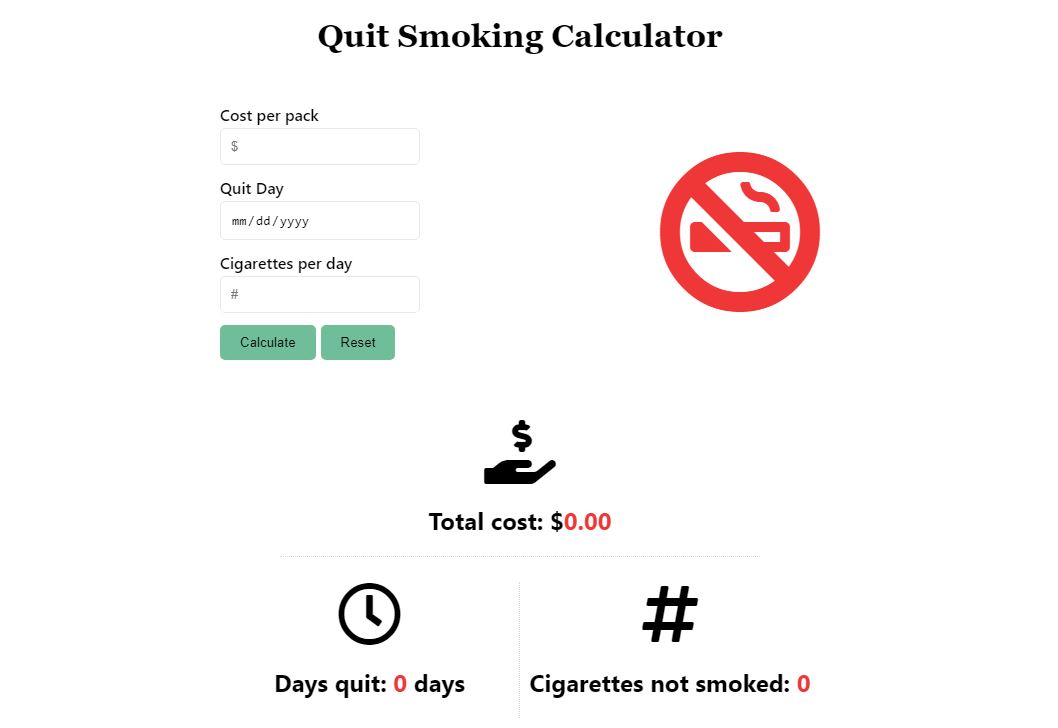 Quit Smoking Calculator
Cost per pack
$
Quit Day
mm/dd/yyyy
Cigarettes per day
#
Calculate Reset
$
Total cost: $0.00
#
Days quit: 0 days Cigarettes not smoked: 0